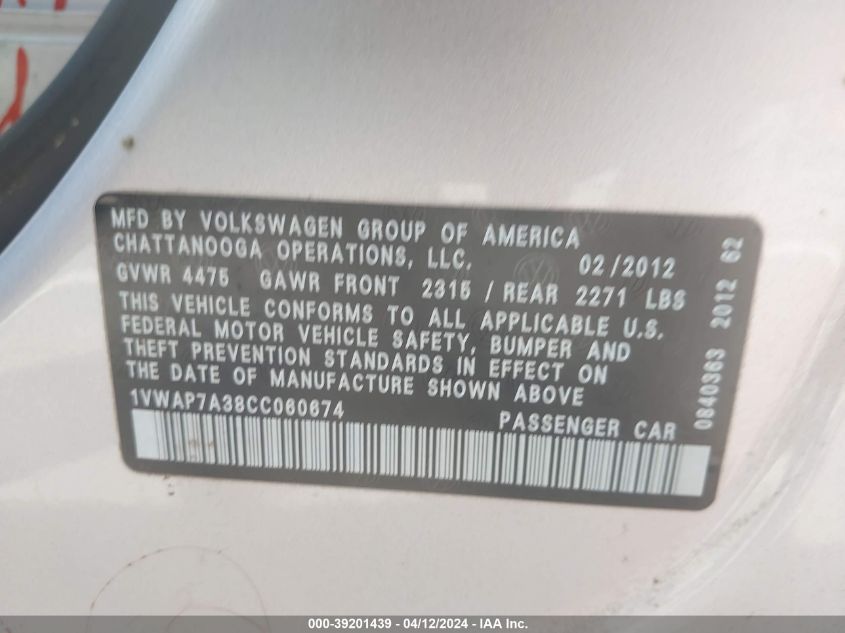 MFD BY VOLKSWAGEN GROUP OF AMERICA
CHATTANOOGA OPERATIONS, LLC. 02/2012
GVWR 4475 GAWR FRONT 2315 / REAR 2271 LBS
THIS VEHICLE CONFORMS TO ALL APPLICABLE U.S.
FEDERAL MOTOR VEHICLE SAFETY, BUMPER AND
THEFT PREVENTION STANDARDS IN EFFECT ON
THE DATE OF MANUFACTURE SHOWN ABOVE
1VWAP7A38CC060674 PASSENGER CAR
0840363 2012 62
000-39201439 - 04/12/2024 - IAA Inc.